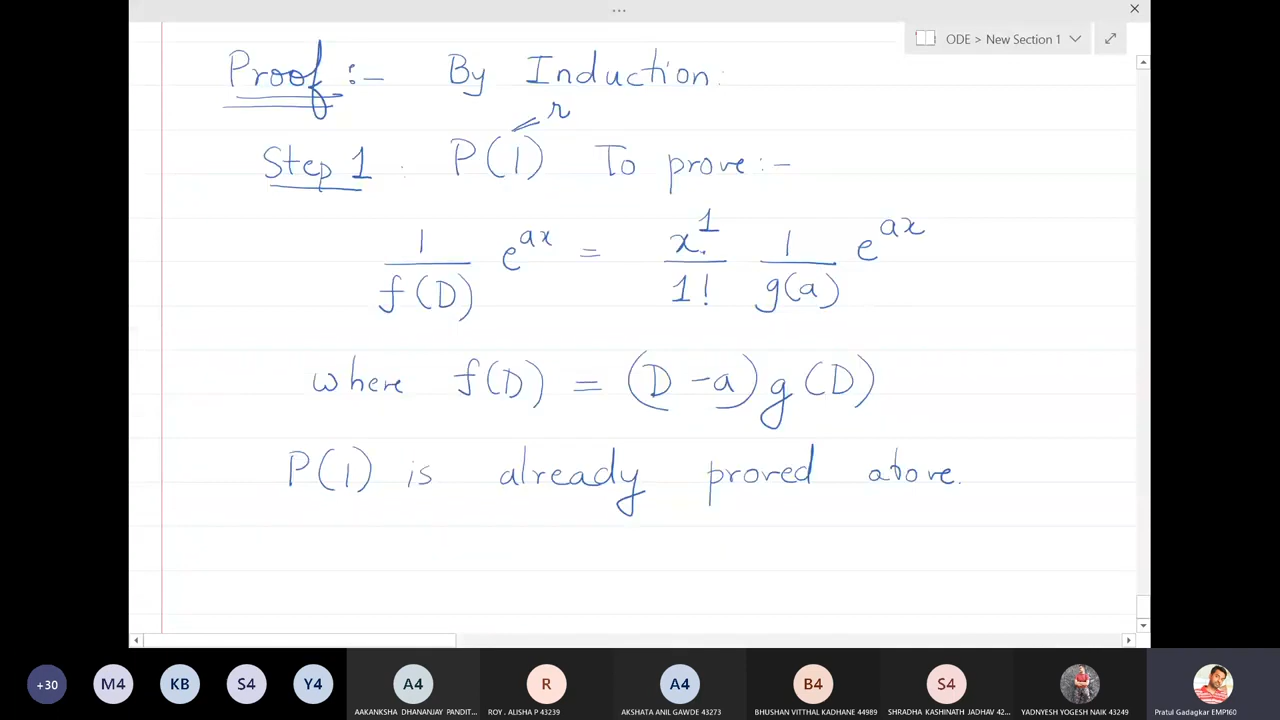 ...
ODE > New Section 1
Proof :- By Induction:
r
Step 1 : P(1) To prove :-
1/f(D) e^{ax} = x^1/1! 1/g(a) e^{ax}
where f(D) = (D-a) g(D)
P(1) is already proved above.
+30 M4 KB S4 Y4 A4 R A4 B4 S4
AAKANKSHA DHANANJAY PANDIT... ROY . ALISHA P 43239 AKSHATA ANIL GAWDE 43273 BHUSHAN VITTHAL KADHANE 44989 SHRADHA KASHINATH JADHAV 42... YADNYESH YOGESH NAIK 43249 Pratul Gadagkar EMP160